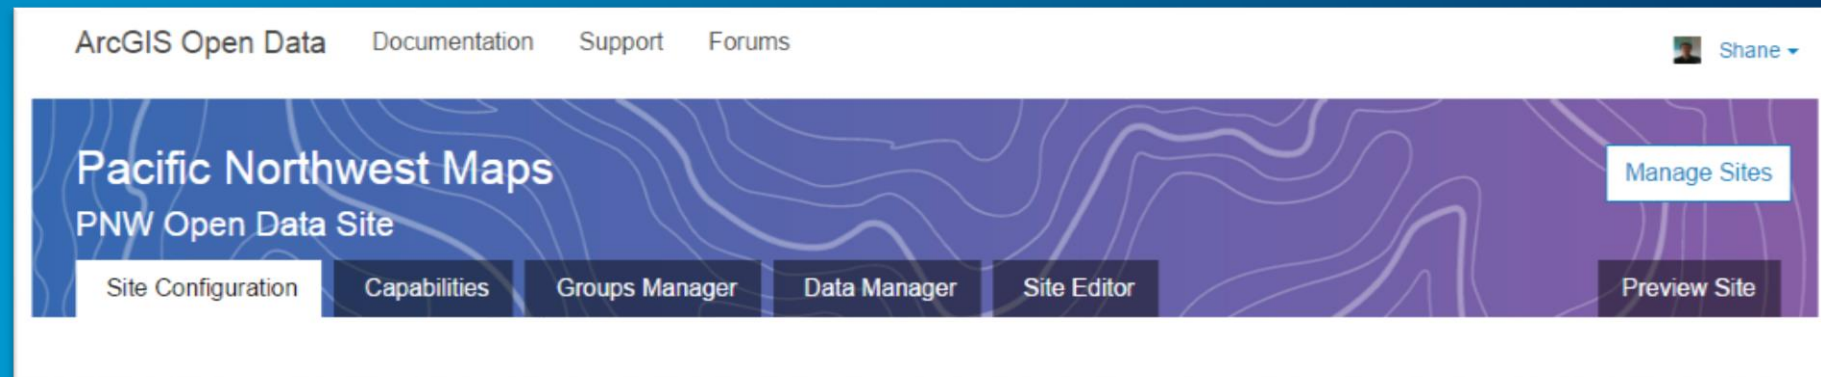 ArcGIS Open Data Documentation Support Forums Shane
Pacific Northwest Maps
Manage Sites
PNW Open Data Site
Site Configuration Capabilities Groups Manager Data Manager Site Editor Preview Site